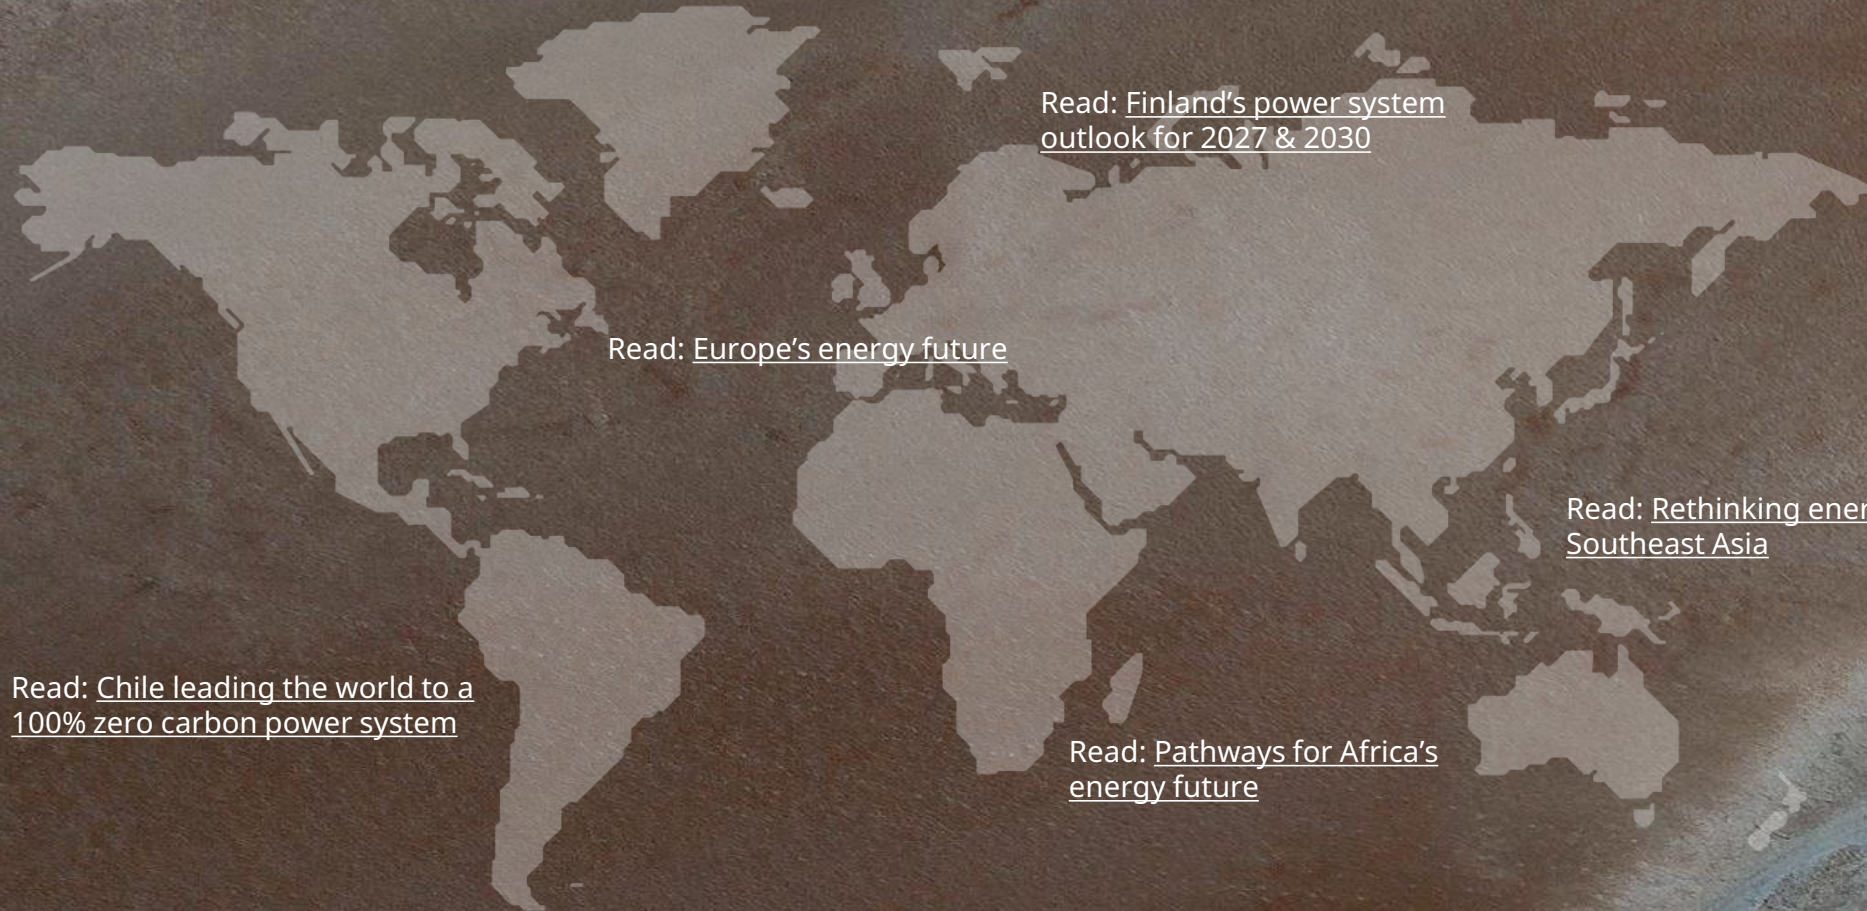 Read: Finland’s power system
outlook for 2027 & 2030
Read: Europe’s energy future
Read: Rethinking
Southeast Asia
Read: Chile leading the world to a
100% zero carbon power system
Read: Pathways for Africa’s
energy future